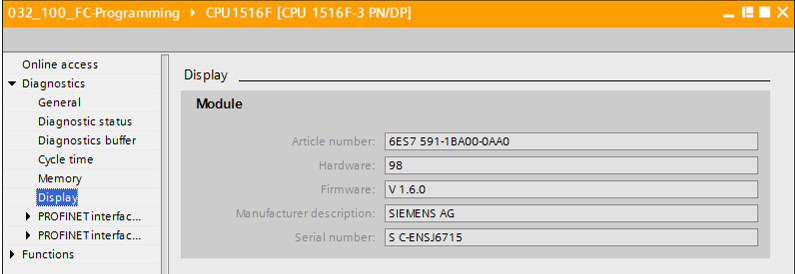 032_100_FC-Programming ▸ CPU1516F [CPU 1516F-3 PN/DP]
Online access
Diagnostics
General
Diagnostic status
Diagnostics buffer
Cycle time
Memory
Display
PROFINET interfac...
PROFINET interfac...
Functions
Display
Module
Article number: 6ES7 591-1BA00-0AA0
Hardware: 98
Firmware: V 1.6.0
Manufacturer description: SIEMENS AG
Serial number: S C-ENSJ6715